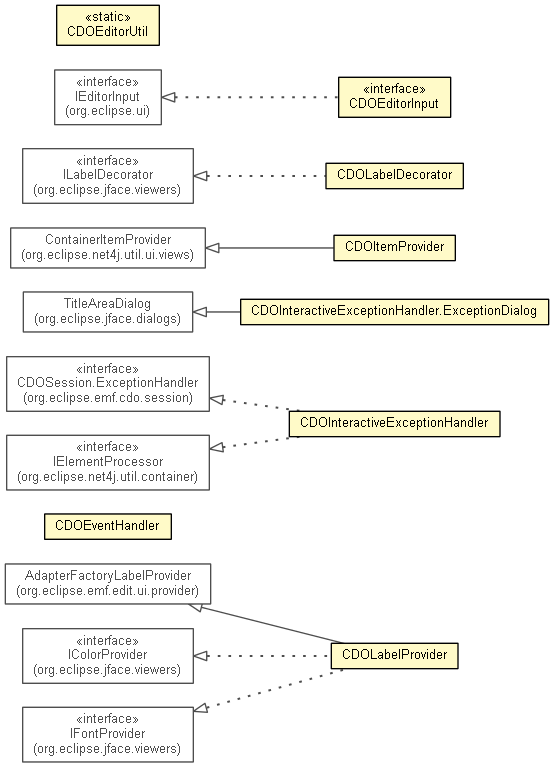 «static»
CDOEditorUtil
«interface»
IEditorInput
(org.eclipse.ui)
«interface»
CDOEditorInput
«interface»
ILabelDecorator
(org.eclipse.jface.viewers)
CDOLabelDecorator
ContainerItemProvider
(org.eclipse.net4j.util.ui.views)
CDOItemProvider
TitleAreaDialog
(org.eclipse.jface.dialogs)
CDOInteractiveExceptionHandler.ExceptionDialog
«interface»
CDOSession.ExceptionHandler
(org.eclipse.emf.cdo.session)
CDOInteractiveExceptionHandler
«interface»
IElementProcessor
(org.eclipse.net4j.util.container)
CDOEventHandler
AdapterFactoryLabelProvider
(org.eclipse.emf.edit.ui.provider)
«interface»
IColorProvider
(org.eclipse.jface.viewers)
CDOLabelProvider
«interface»
IFontProvider
(org.eclipse.jface.viewers)